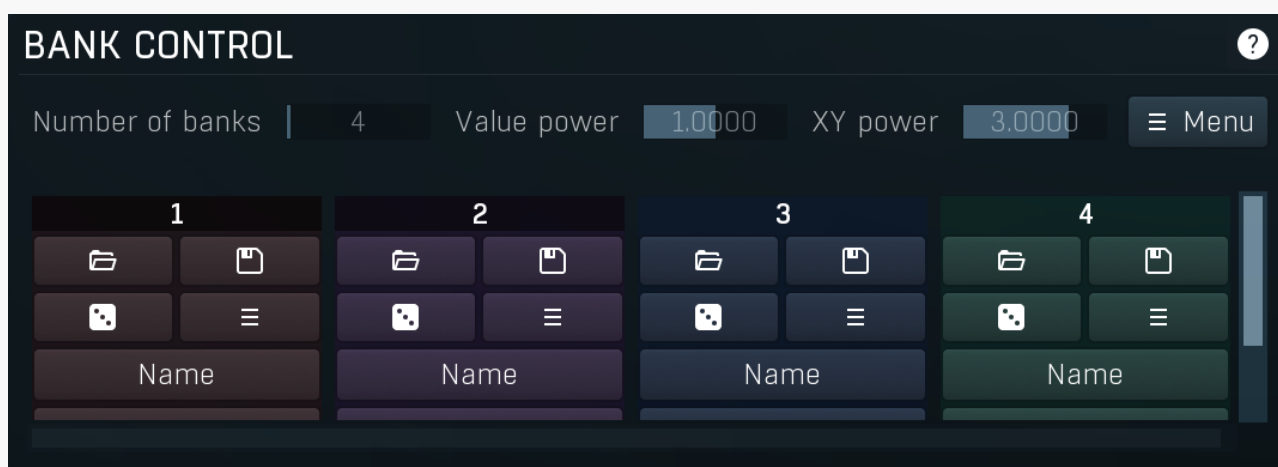 BANK CONTROL ?
Number of banks 4 Value power 1.0000 XY power 3.0000 Menu
1 2 3 4
Name Name Name Name